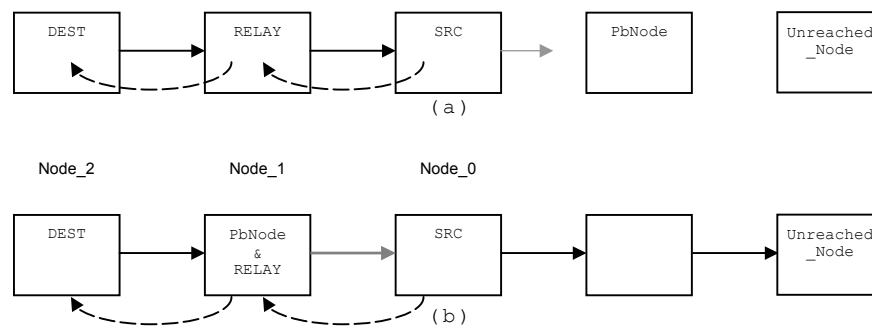 DEST
RELAY
SRC
PbNode
Unreached
_Node
(a)
Node_2
Node_1
Node_0
DEST
PbNode
&
RELAY
SRC
Unreached
_Node
(b)